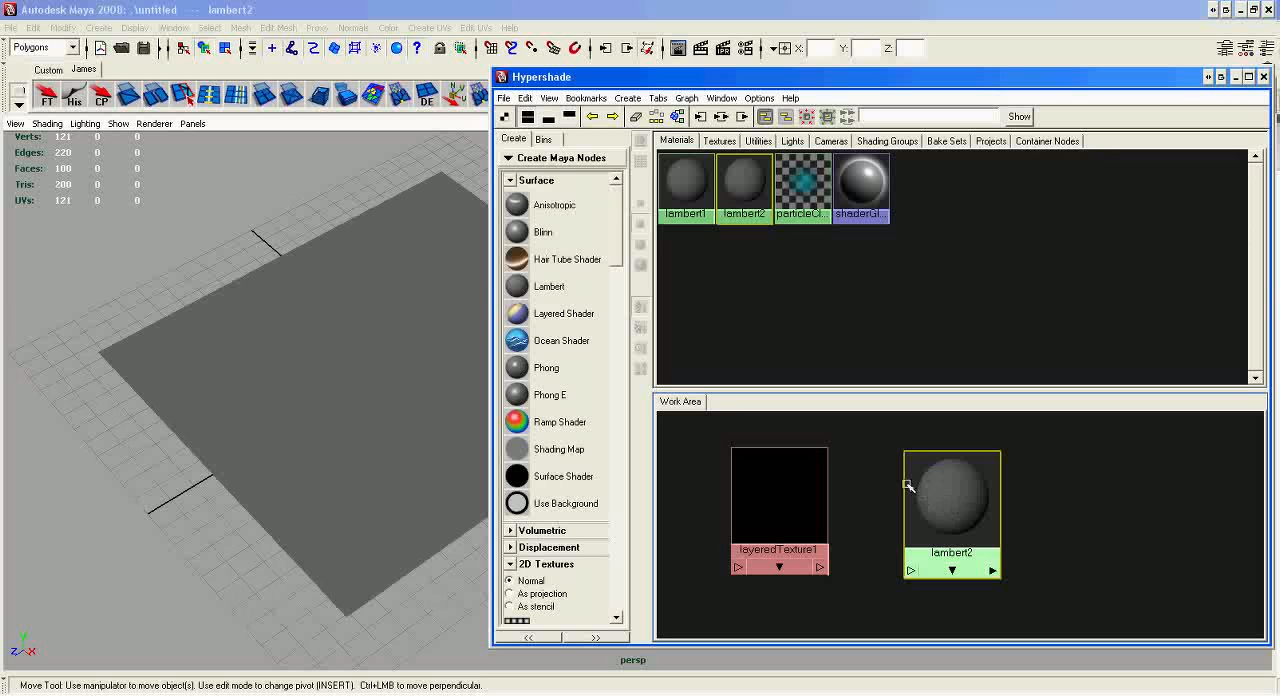 Autodesk Maya 2008: .\untitled --- lambert2
File Edit Modify Create Display Window Select Mesh Edit Mesh Proxy Normals Color Create UVs Edit UVs Help
Polygons X: Y: Z:
Custom James
FT His CP DE
View Shading Lighting Show Renderer Panels
Verts: 121 0 0
Edges: 220 0 0
Faces: 100 0 0
Tris: 200 0 0
UVs: 121 0 0
Hypershade
File Edit View Bookmarks Create Tabs Graph Window Options Help
Show
Create Bins
Create Maya Nodes
Surface
Anisotropic
Blinn
Hair Tube Shader
Lambert
Layered Shader
Ocean Shader
Phong
Phong E
Ramp Shader
Shading Map
Surface Shader
Use Background
Volumetric
Displacement
2D Textures
Normal
As projection
As stencil
<< >>
Materials Textures Utilities Lights Cameras Shading Groups Bake Sets Projects Container Nodes
lambert1 lambert2 particleCl... shaderGl...
Work Area
layeredTexture1
lambert2
y
z x
persp
Move Tool: Use manipulator to move object(s). Use edit mode to change pivot (INSERT). Ctrl+LMB to move perpendicular.